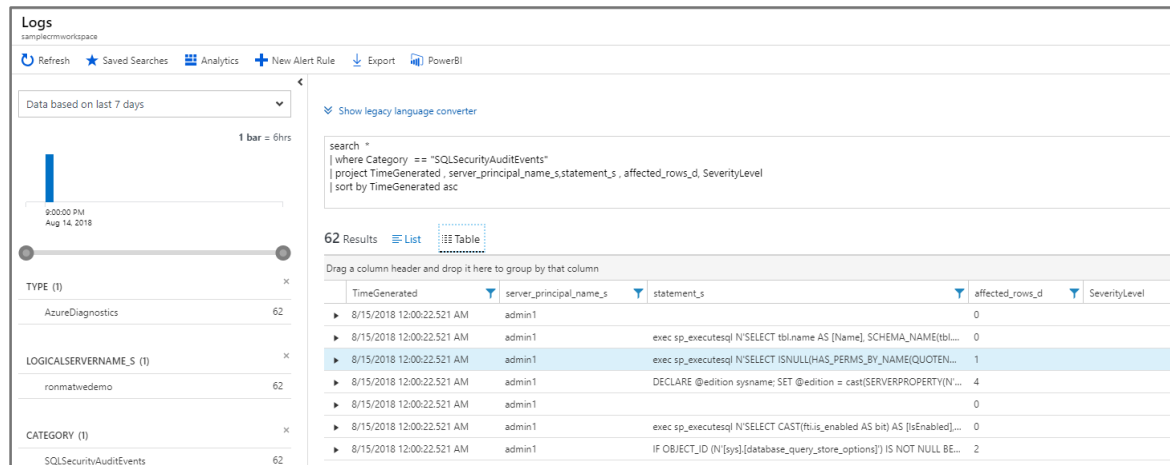 Logs
samplecrmworkspace
Refresh Saved Searches Analytics New Alert Rule Export PowerBI
Data based on last 7 days
1 bar = 6hrs
9:00:00 PM
Aug 14, 2018
TYPE (1)
AzureDiagnostics 62
LOGICALSERVERNAME_S (1)
ronmatwedemo 62
CATEGORY (1)
SQLSecurityAuditEvents 62
Show legacy language converter
search *
| where Category == "SQLSecurityAuditEvents"
| project TimeGenerated , server_principal_name_s,statement_s , affected_rows_d, SeverityLevel
| sort by TimeGenerated asc
62 Results List Table
Drag a column header and drop it here to group by that column
TimeGenerated server_principal_name_s statement_s affected_rows_d SeverityLevel
8/15/2018 12:00:22.521 AM admin1 0
8/15/2018 12:00:22.521 AM admin1 exec sp_executesql N'SELECT tbl.name AS [Name], SCHEMA_NAME(tbl.... 0
8/15/2018 12:00:22.521 AM admin1 exec sp_executesql N'SELECT ISNULL(HAS_PERMS_BY_NAME(QUOTEN... 1
8/15/2018 12:00:22.521 AM admin1 DECLARE @edition sysname; SET @edition = cast(SERVERPROPERTY(N'... 4
8/15/2018 12:00:22.521 AM admin1 0
8/15/2018 12:00:22.521 AM admin1 exec sp_executesql N'SELECT CAST(fti.is_enabled AS bit) AS [IsEnabled],... 0
8/15/2018 12:00:22.521 AM admin1 IF OBJECT_ID (N'[sys].[database_query_store_options]') IS NOT NULL BE... 2